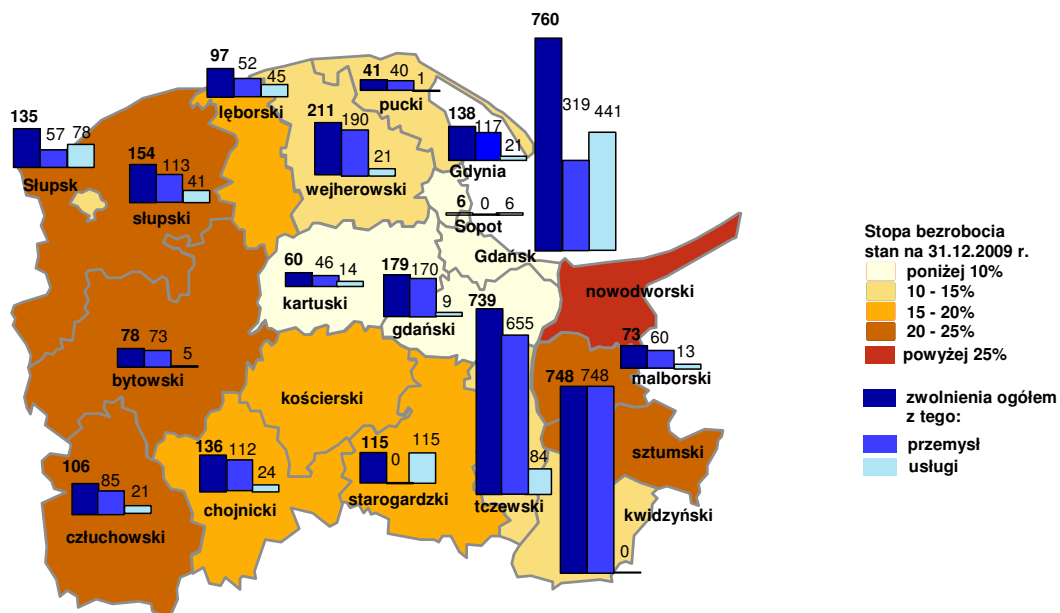 760
319
441
97
52
45
lęborski
41
40
1
pucki
135
57
78
Słupsk
154
113
41
słupski
211
190
21
wejherowski
138
117
21
Gdynia
6
0
6
Sopot
Gdańsk
60
46
14
kartuski
179
170
9
gdański
nowodworski
739
655
84
tczewski
78
73
5
bytowski
73
60
13
malborski
748
748
0
kwidzyński
kościerski
sztumski
106
85
21
człuchowski
136
112
24
chojnicki
115
0
115
starogardzki
Stopa bezrobocia
stan na 31.12.2009 r.
poniżej 10%
10 - 15%
15 - 20%
20 - 25%
powyżej 25%
zwolnienia ogółem
z tego:
przemysł
usługi